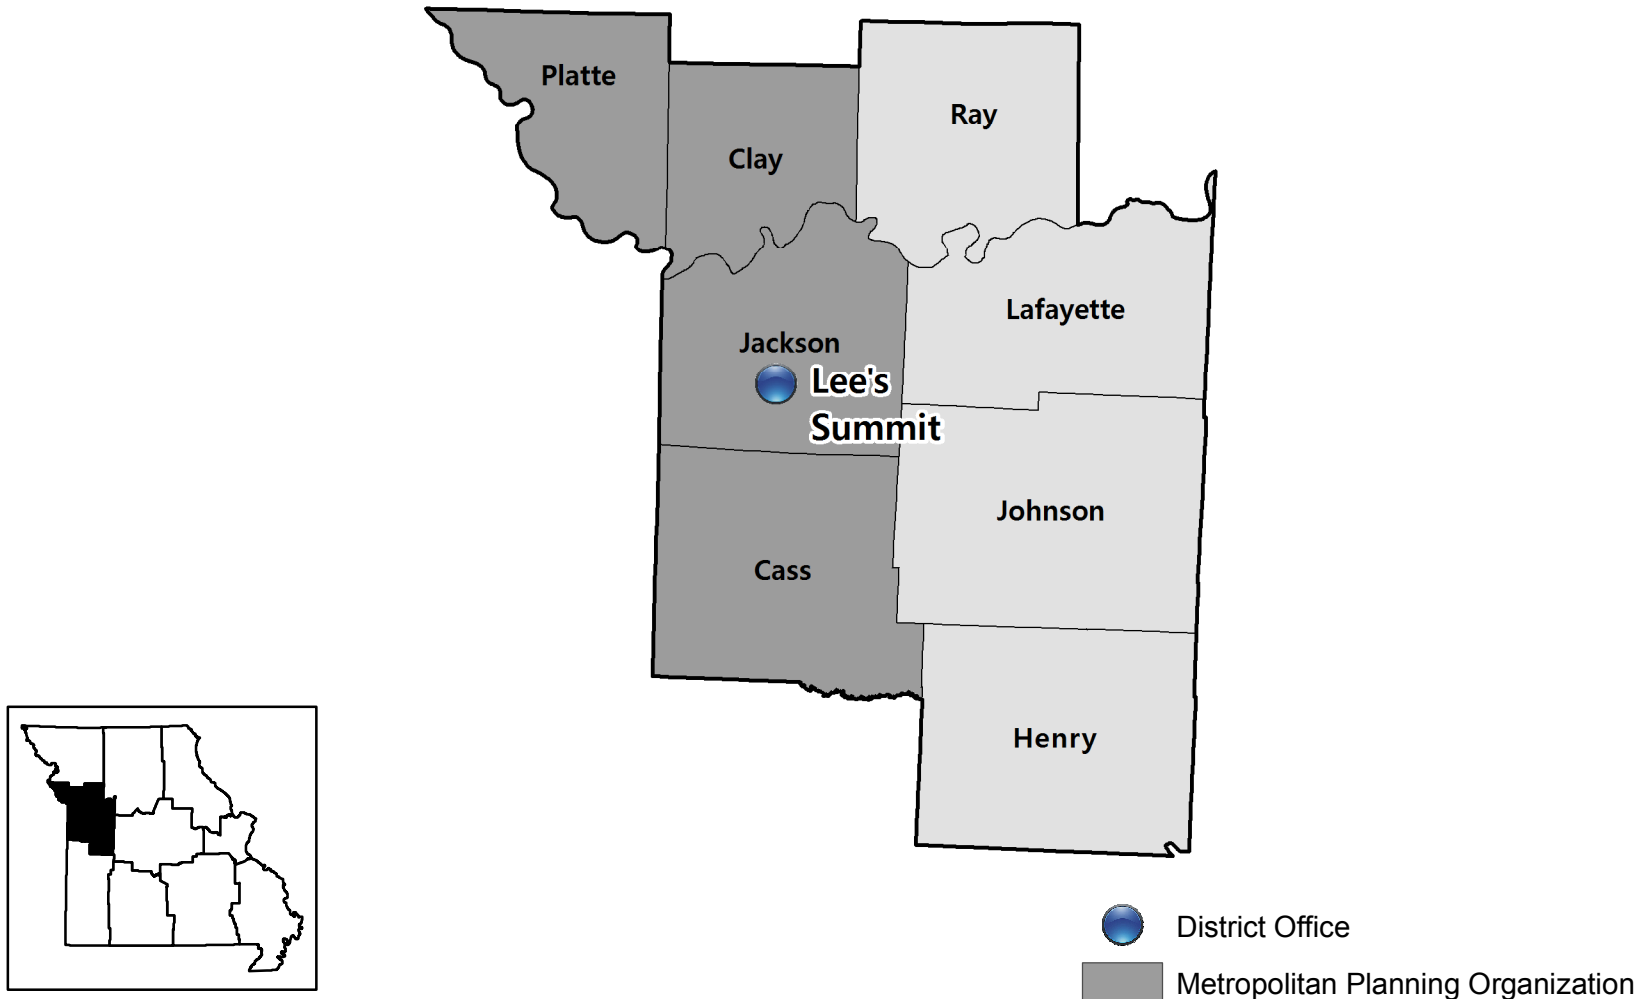 Platte
Clay
Ray
Lafayette
Jackson
Lee's
Summit
Johnson
Cass
Henry
District Office
Metropolitan Planning Organization